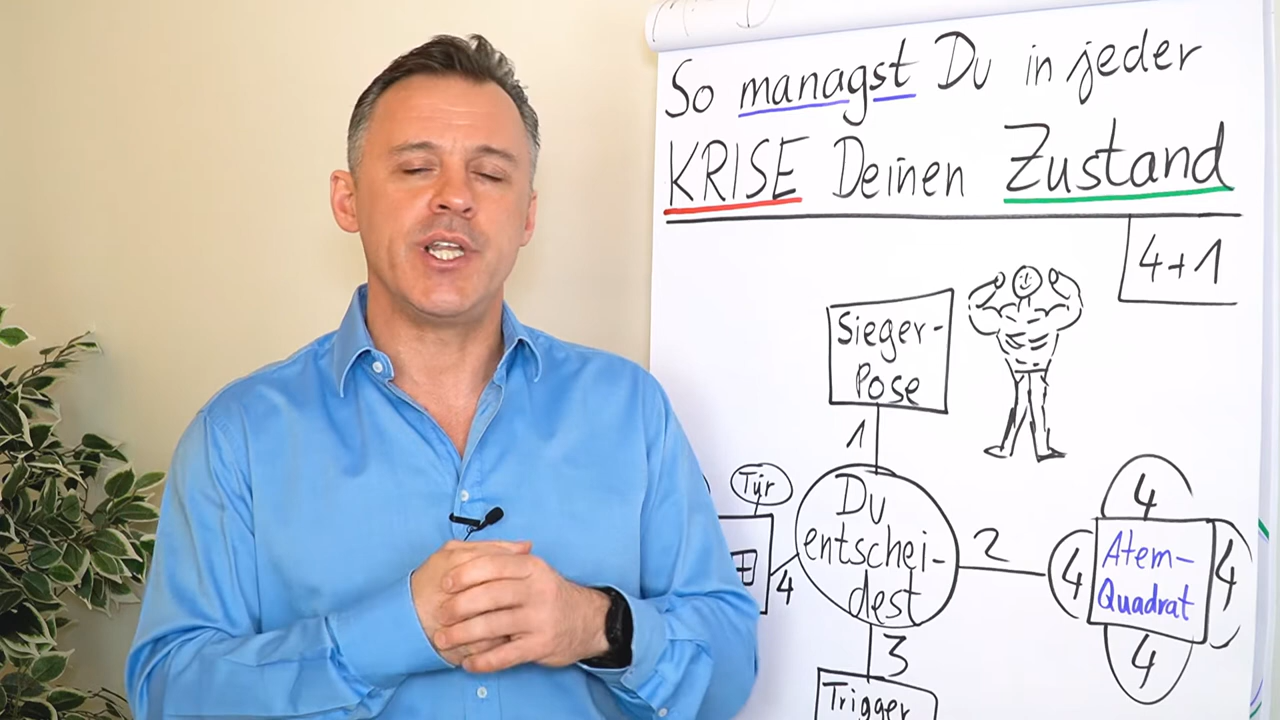 So managst Du in jeder
KRISE Deinen Zustand
4+1
Sieger-
Pose
1
Tür
4
Du
entschei-
dest
2
4
4
Atem-
Quadrat
4
4
3
Trigger